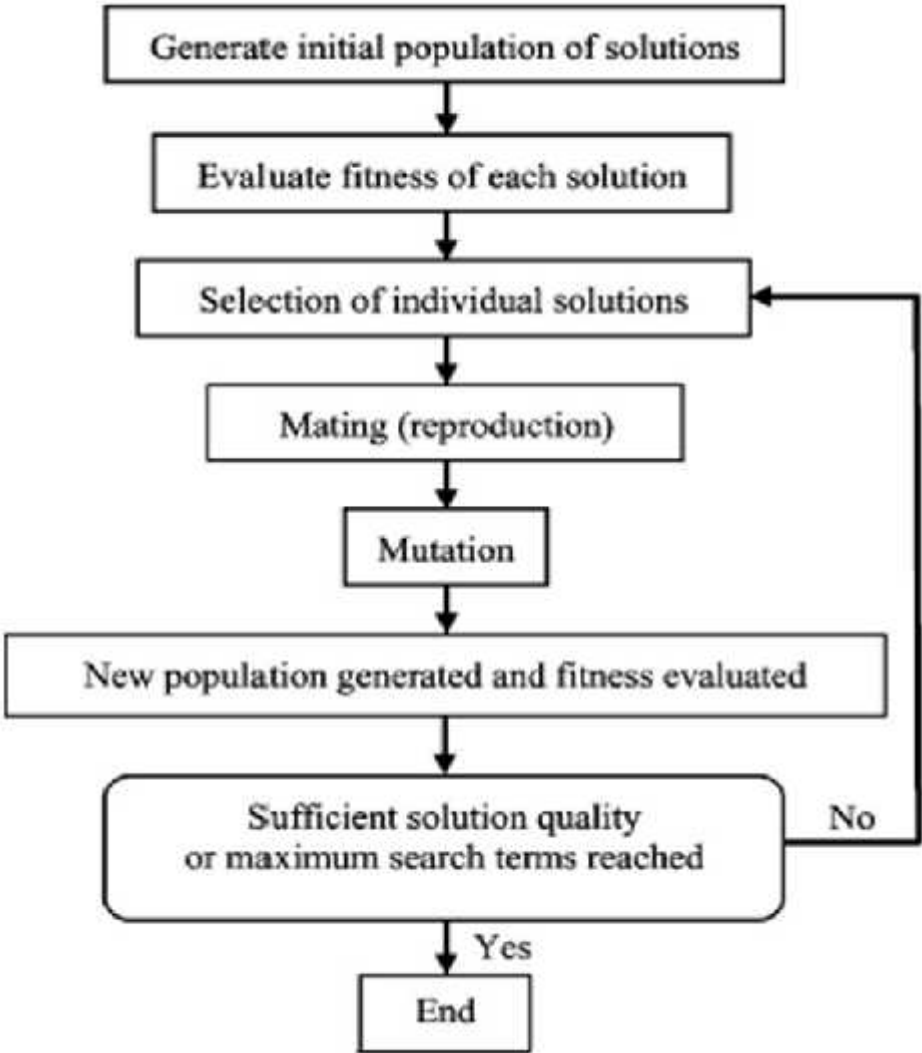 Generate initial population of solutions
Evaluate fitness of each solution
Selection of individual solutions
Mating (reproduction)
Mutation
New population generated and fitness evaluated
Sufficient solution quality
or maximum search terms reached
No
Yes
End